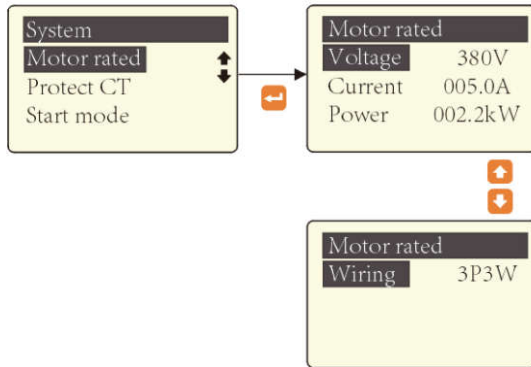 System
Motor rated
Protect CT
Start mode
Motor rated
Voltage 380V
Current 005.0A
Power 002.2kW
Motor rated
Wiring 3P3W